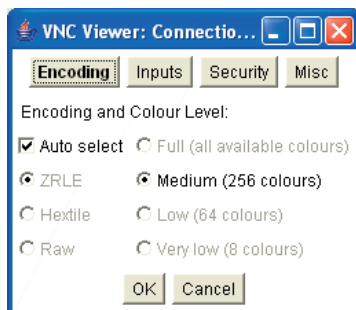 VNC Viewer: Connectio...
Encoding Inputs Security Misc
Encoding and Colour Level:
Auto select Full (all available colours)
ZRLE Medium (256 colours)
Hextile Low (64 colours)
Raw Very low (8 colours)
OK Cancel